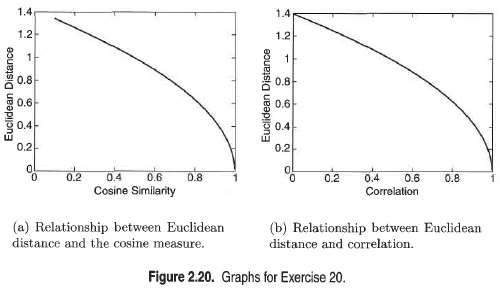 1.4
1.2
1
0.8
0.6
0.4
0.2
0
Euclidean Distance
0 0.2 0.4 0.6 0.8 1
Cosine Similarity
1.4
1.2
1
0.8
0.6
0.4
0.2
0
Euclidean Distance
0 0.2 0.4 0.6 0.8 1
Correlation
(a) Relationship between Euclidean
distance and the cosine measure.
(b) Relationship between Euclidean
distance and correlation.
Figure 2.20. Graphs for Exercise 20.